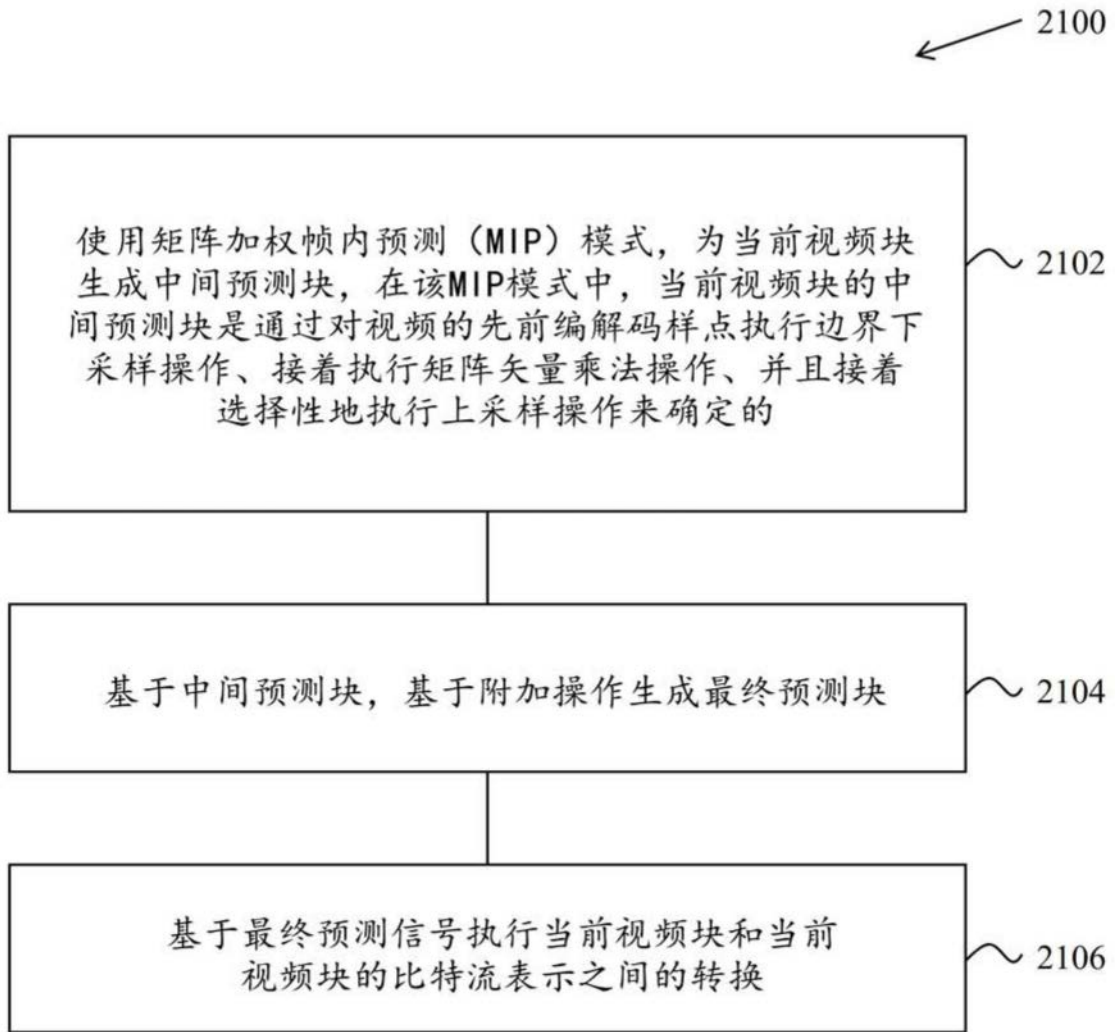 2100
使用矩阵加权帧内预测（MIP）模式，为当前视频块
生成中间预测块，在该MIP模式中，当前视频块的中
间预测块是通过对视频的先前编解码样点执行边界下
采样操作、接着执行矩阵矢量乘法操作、并且接着
选择性地执行上采样操作来确定的
2102
基于中间预测块，基于附加操作生成最终预测块
2104
基于最终预测信号执行当前视频块和当前
视频块的比特流表示之间的转换
2106